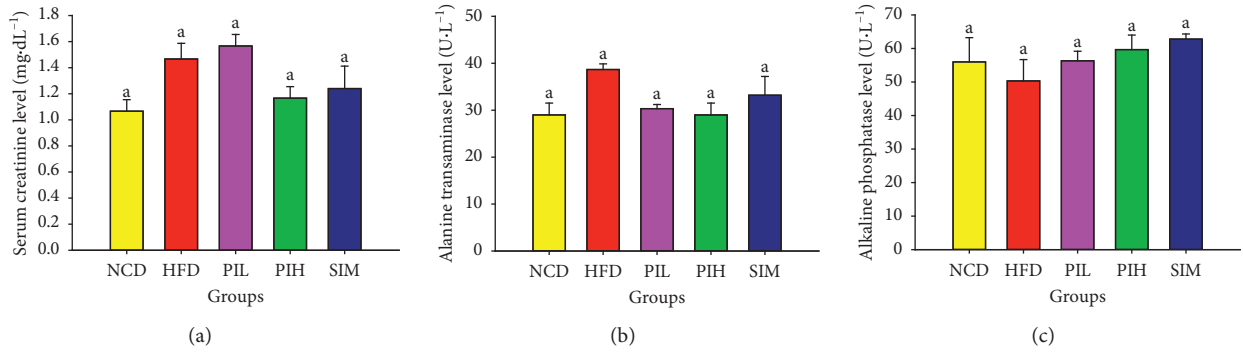 Serum creatinine level (mg·dL⁻¹)
1.8
1.6
1.4
1.2
1.0
0.8
0.6
0.4
0.2
0.0
a
a
a
a
a
NCD HFD PIL PIH SIM
Groups
(a)
Alanine transaminase level (U·L⁻¹)
50
40
30
20
10
0
a
a
a
a
a
NCD HFD PIL PIH SIM
Groups
(b)
Alkaline phosphatase level (U·L⁻¹)
70
60
50
40
30
20
10
0
a
a
a
a
a
NCD HFD PIL PIH SIM
Groups
(c)